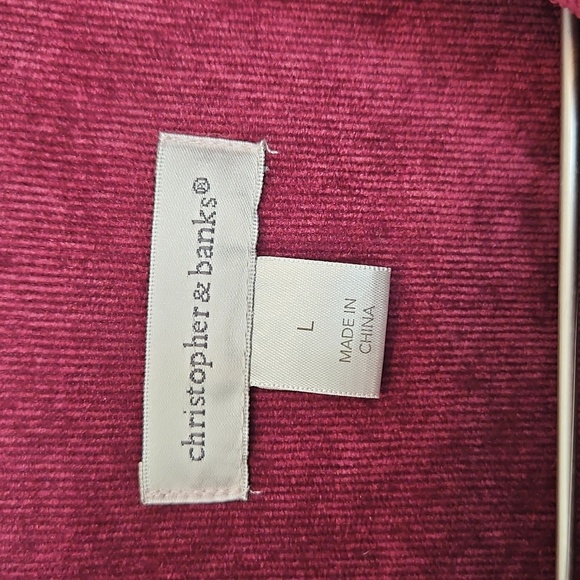 christopher & banks®
L
MADE IN
CHINA